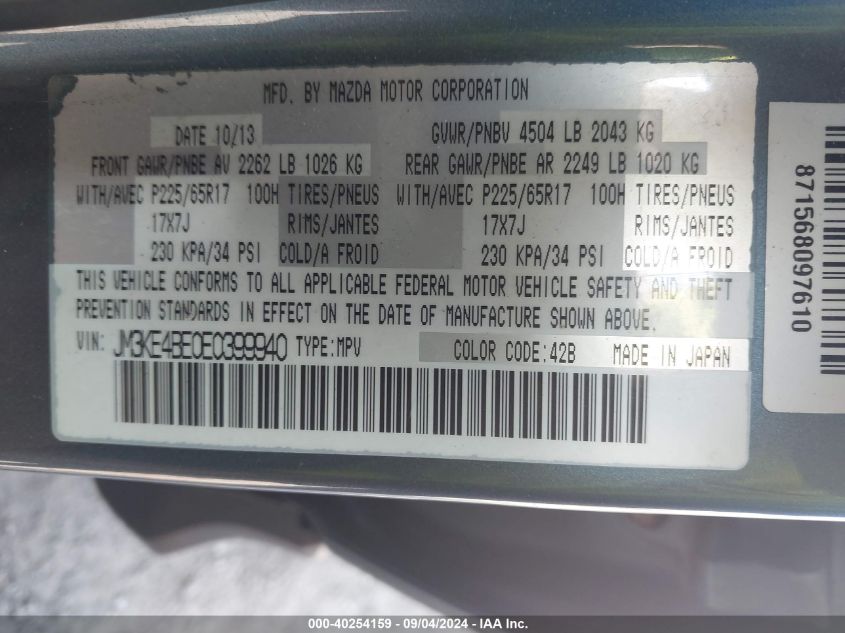 MFD. BY MAZDA MOTOR CORPORATION
DATE 10/13 GVWR/PNBV 4504 LB 2043 KG
FRONT GAWR/PNBE AV 2262 LB 1026 KG REAR GAWR/PNBE AR 2249 LB 1020 KG
WITH/AVEC P225/65R17 100H TIRES/PNEUS WITH/AVEC P225/65R17 100H TIRES/PNEUS
17X7J RIMS/JANTES 17X7J RIMS/JANTES
230 KPA/34 PSI COLD/A FROID 230 KPA/34 PSI COLD/A FROID
THIS VEHICLE CONFORMS TO ALL APPLICABLE FEDERAL MOTOR VEHICLE SAFETY AND THEFT
PREVENTION STANDARDS IN EFFECT ON THE DATE OF MANUFACTURE SHOWN ABOVE.
VIN: JM3KE4BE0E0399940 TYPE:MPV COLOR CODE:42B MADE IN JAPAN
871568097610
000-40254159 - 09/04/2024 - IAA Inc.